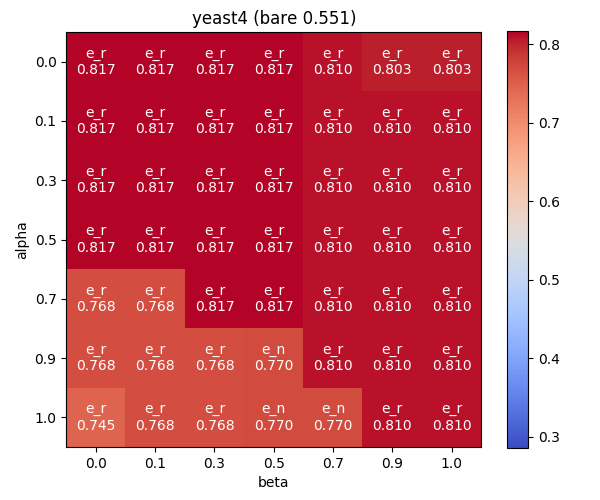 yeast4 (bare 0.551)
alpha
0.0
e_r e_r e_r e_r e_r e_r e_r
0.817 0.817 0.817 0.817 0.810 0.803 0.803
0.1
e_r e_r e_r e_r e_r e_r e_r
0.817 0.817 0.817 0.817 0.810 0.810 0.810
0.3
e_r e_r e_r e_r e_r e_r e_r
0.817 0.817 0.817 0.817 0.810 0.810 0.810
0.5
e_r e_r e_r e_r e_r e_r e_r
0.817 0.817 0.817 0.817 0.810 0.810 0.810
0.7
e_r e_r e_r e_r e_r e_r e_r
0.768 0.768 0.817 0.817 0.810 0.810 0.810
0.9
e_r e_r e_r e_n e_r e_r e_r
0.768 0.768 0.768 0.770 0.810 0.810 0.810
1.0
e_r e_r e_r e_n e_n e_r e_r
0.745 0.768 0.768 0.770 0.770 0.810 0.810
0.0 0.1 0.3 0.5 0.7 0.9 1.0
beta
0.8
0.7
0.6
0.5
0.4
0.3